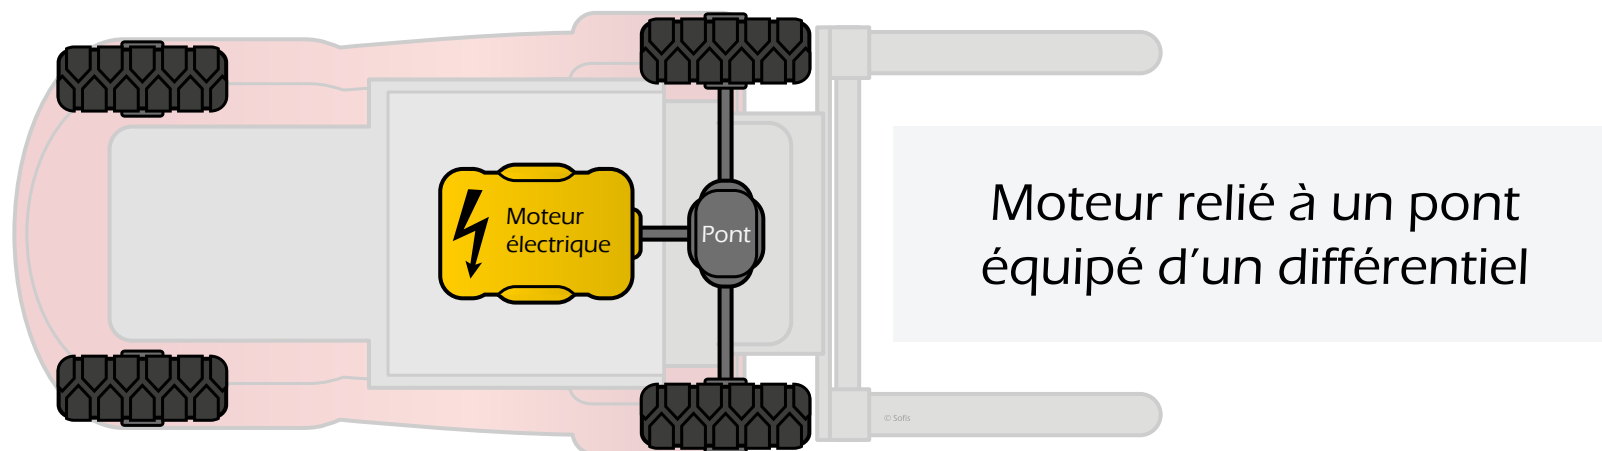 Moteur
électrique
Pont
Moteur relié à un pont
équipé d'un différentiel
© Sofis